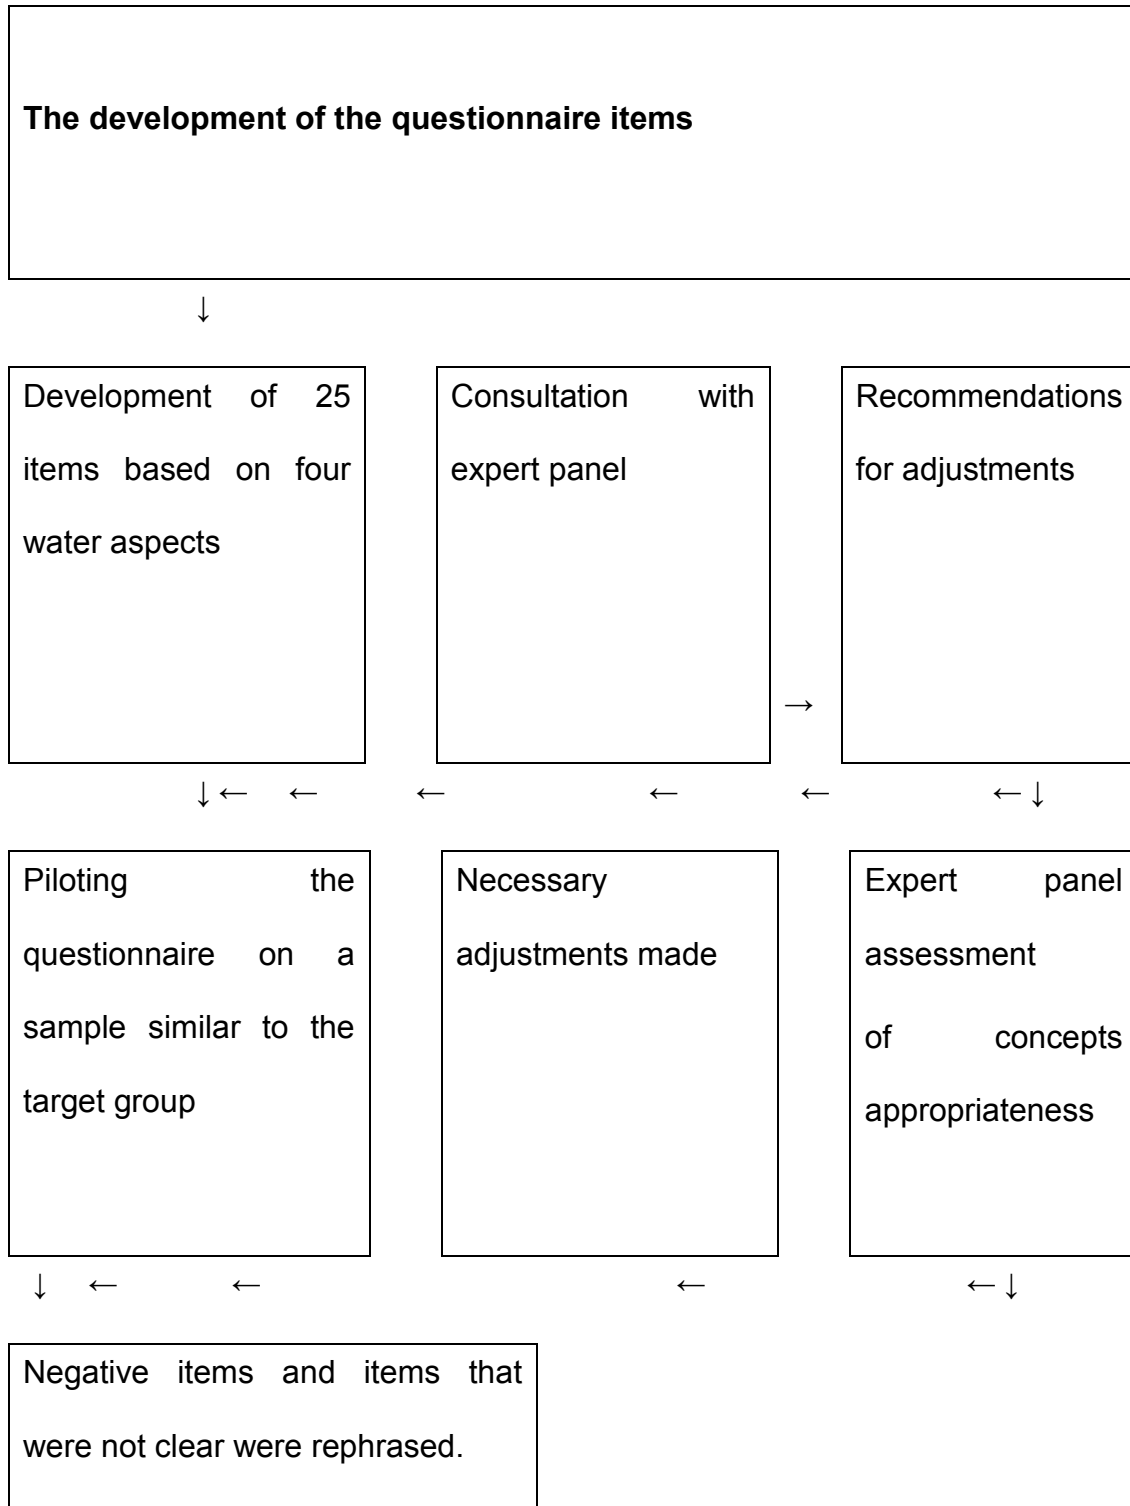 The development of the questionnaire items
↓
Development of 25
items based on four
water aspects
Consultation with
expert panel
→
Recommendations
for adjustments
↓ ← ← ← ← ← ← ↓
Piloting the
questionnaire on a
sample similar to the
target group
Necessary
adjustments made
Expert panel
assessment
of concepts
appropriateness
↓ ← ← ← ← ↓
Negative items and items that
were not clear were rephrased.